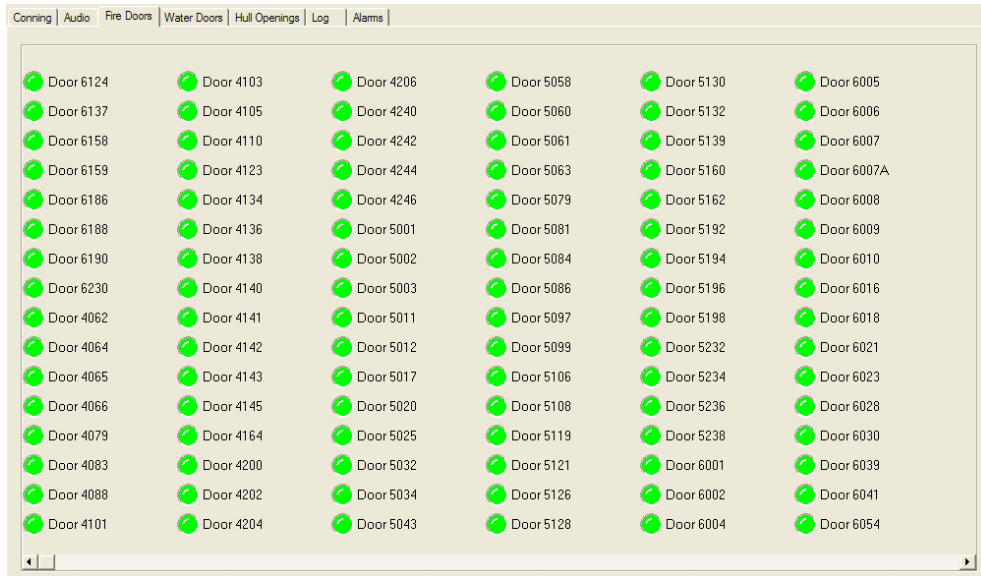 Conning Audio Fire Doors Water Doors Hull Openings Log Alarms
Door 6124 Door 4103 Door 4206 Door 5058 Door 5130 Door 6005
Door 6137 Door 4105 Door 4240 Door 5060 Door 5132 Door 6006
Door 6158 Door 4110 Door 4242 Door 5061 Door 5139 Door 6007
Door 6159 Door 4123 Door 4244 Door 5063 Door 5160 Door 6007A
Door 6186 Door 4134 Door 4246 Door 5079 Door 5162 Door 6008
Door 6188 Door 4136 Door 5001 Door 5081 Door 5192 Door 6009
Door 6190 Door 4138 Door 5002 Door 5084 Door 5194 Door 6010
Door 6230 Door 4140 Door 5003 Door 5086 Door 5196 Door 6016
Door 4062 Door 4141 Door 5011 Door 5097 Door 5198 Door 6018
Door 4064 Door 4142 Door 5012 Door 5099 Door 5232 Door 6021
Door 4065 Door 4143 Door 5017 Door 5106 Door 5234 Door 6023
Door 4066 Door 4145 Door 5020 Door 5108 Door 5236 Door 6028
Door 4079 Door 4164 Door 5025 Door 5119 Door 5238 Door 6030
Door 4083 Door 4200 Door 5032 Door 5121 Door 6001 Door 6039
Door 4088 Door 4202 Door 5034 Door 5126 Door 6002 Door 6041
Door 4101 Door 4204 Door 5043 Door 5128 Door 6004 Door 6054